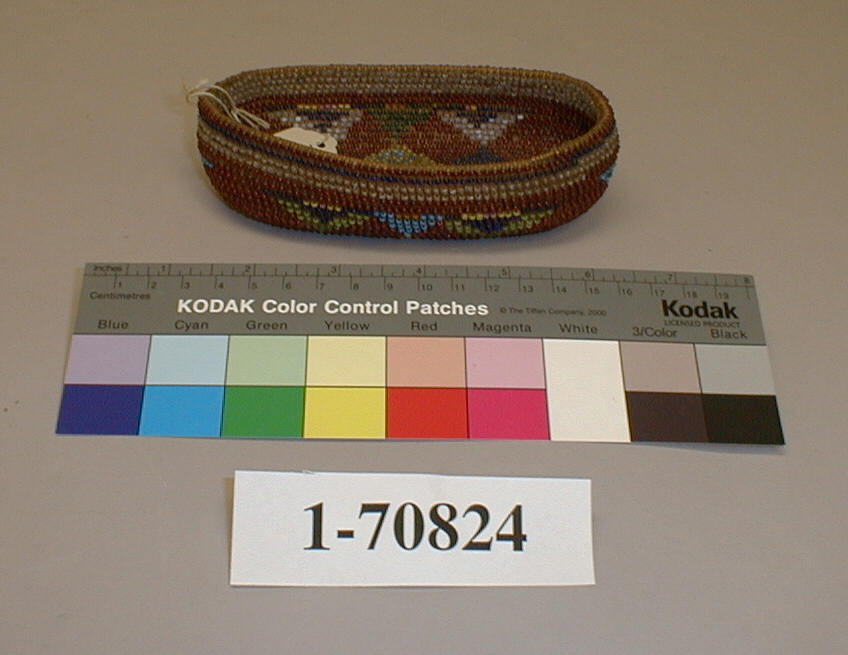 inches 1 2 3 4 5 6 7 8
1 2 3 4 5 6 7 8 9 10 11 12 13 14 15 16 17 18 19
Centimetres
KODAK Color Control Patches © The Tiffen Company, 2000 Kodak
LICENSED PRODUCT
Blue Cyan Green Yellow Red Magenta White 3/Color Black
1-70824